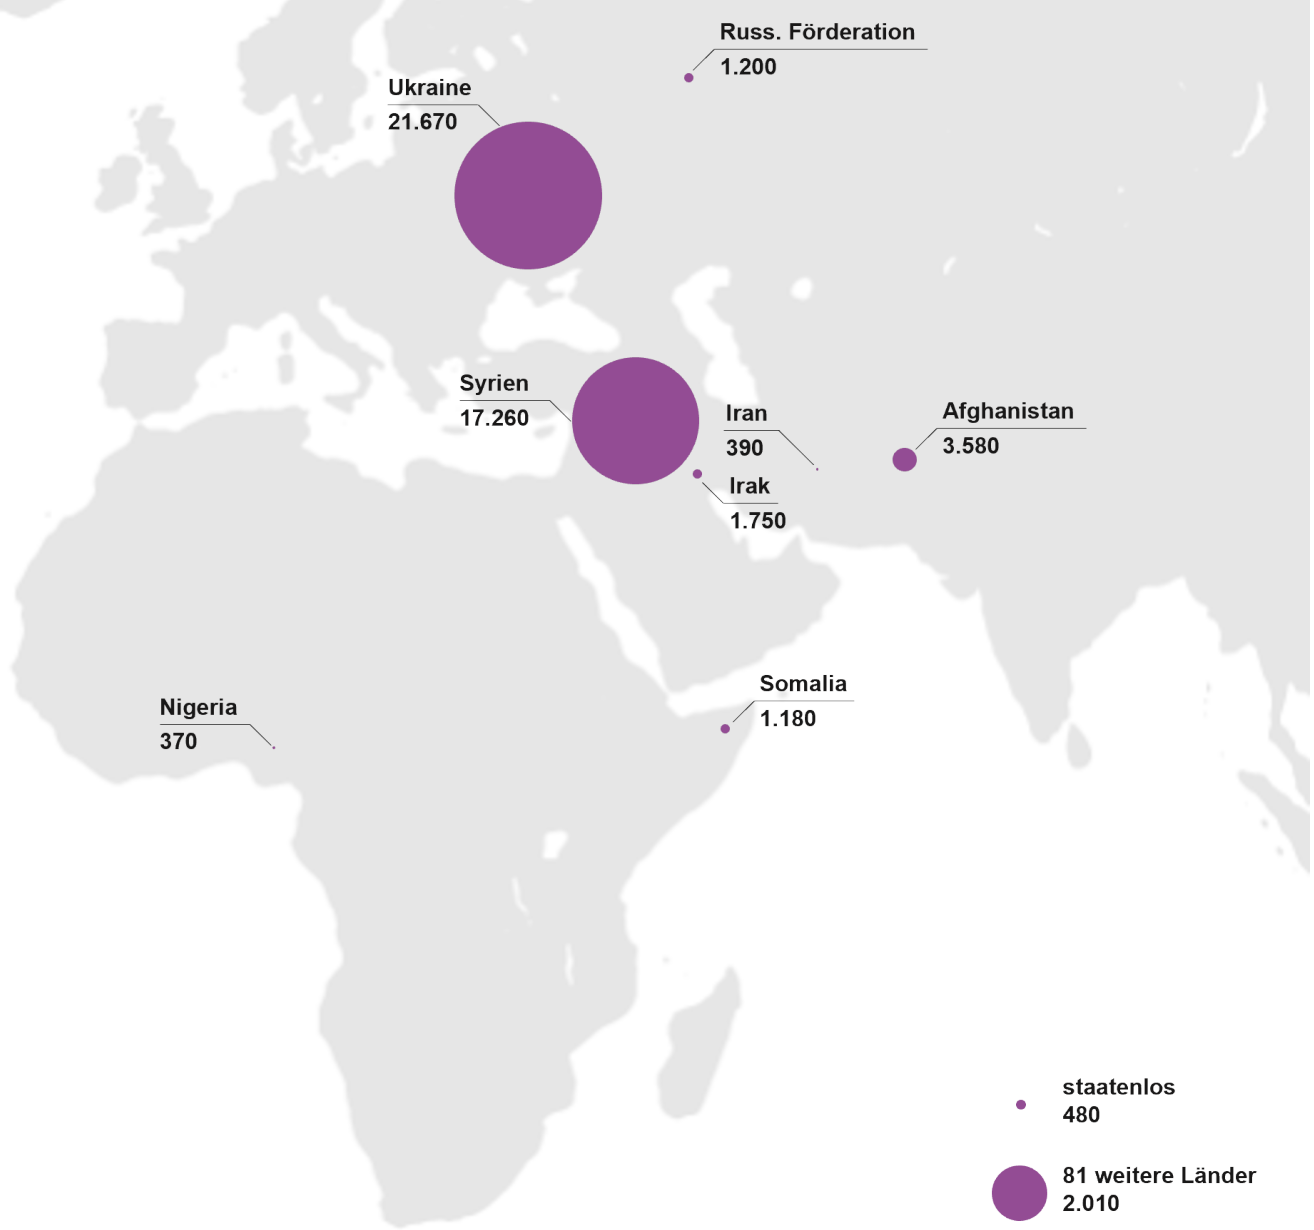 Russ. Förderation
1.200
Ukraine
21.670
Syrien
17.260
Iran
390
Afghanistan
3.580
Irak
1.750
Somalia
1.180
Nigeria
370
staatenlos
480
81 weitere Länder
2.010